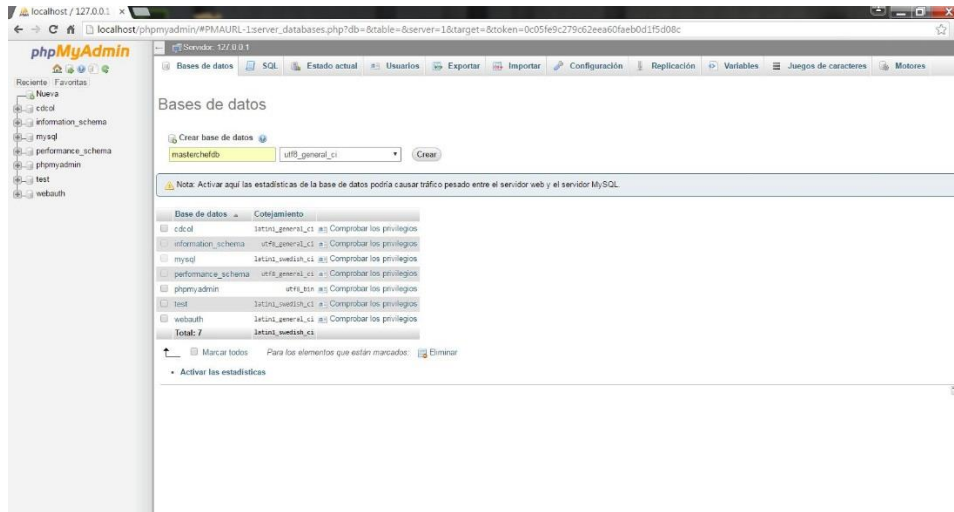 localhost / 127.0.0.1
localhost/phpmyadmin/#PMAURL-1:server_databases.php?db=&table=&server=1&target=&token=0c05fe9c279c62eea60faeb0d1f5d08c
phpMyAdmin
Reciente Favoritas
Nueva
cdcol
information_schema
mysql
performance_schema
phpmyadmin
test
webauth
Servidor: 127.0.0.1
Bases de datos SQL Estado actual Usuarios Exportar Importar Configuración Replicación Variables Juegos de caracteres Motores
Bases de datos
Crear base de datos
masterchefdb utf8_general_ci Crear
Nota: Activar aquí las estadísticas de la base de datos podría causar tráfico pesado entre el servidor web y el servidor MySQL.
Base de datos Cotejamiento
cdcol latin1_general_ci Comprobar los privilegios
information_schema utf8_general_ci Comprobar los privilegios
mysql latin1_swedish_ci Comprobar los privilegios
performance_schema utf8_general_ci Comprobar los privilegios
phpmyadmin utf8_bin Comprobar los privilegios
test latin1_swedish_ci Comprobar los privilegios
webauth latin1_general_ci Comprobar los privilegios
Total: 7 latin1_swedish_ci
Marcar todos Para los elementos que están marcados: Eliminar
Activar las estadísticas